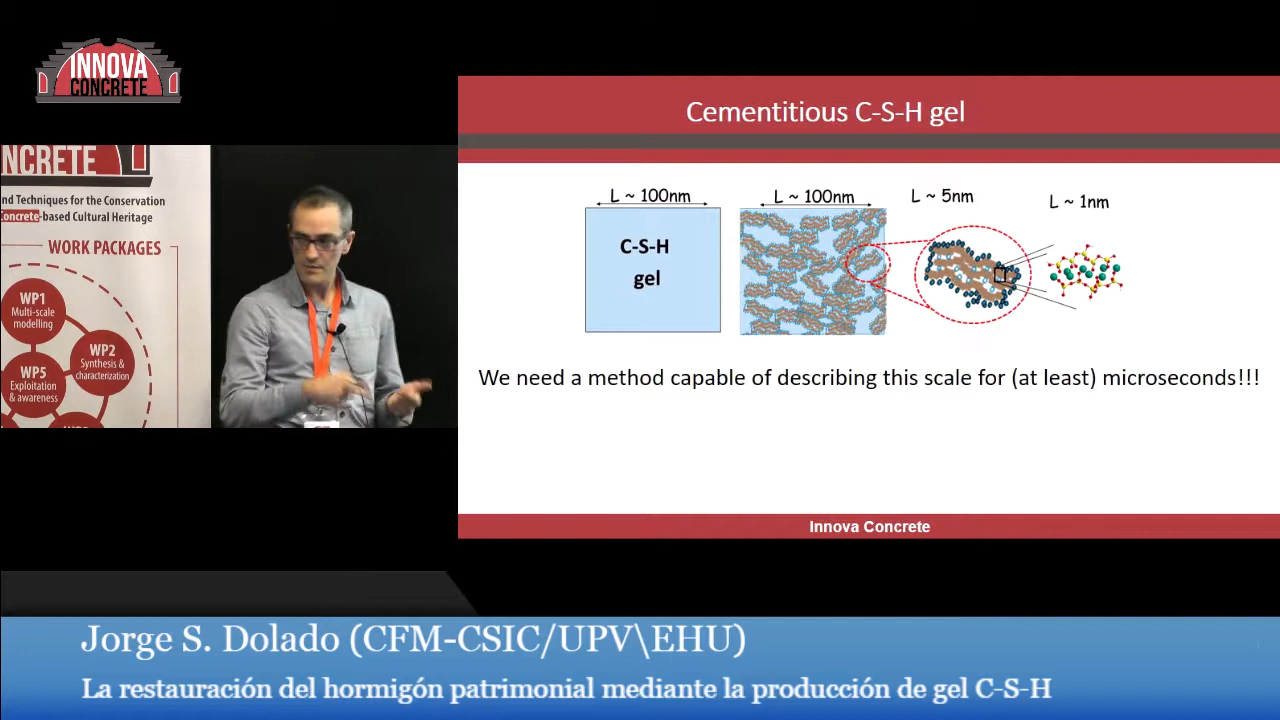 INNOVA
CONCRETE
Cementitious C-S-H gel
NCRETE
nd Techniques for the Conservation
Concrete-based Cultural Heritage
WORK PACKAGES
WP1
Multi-scale
modelling
WP2
Synthesis &
characterization
WP5
Exploitation
& awareness
L ~ 100nm
L ~ 100nm
L ~ 5nm
L ~ 1nm
C-S-H
gel
We need a method capable of describing this scale for (at least) microseconds!!!
Innova Concrete
Jorge S. Dolado (CFM-CSIC/UPV\EHU)
La restauración del hormigón patrimonial mediante la producción de gel C-S-H